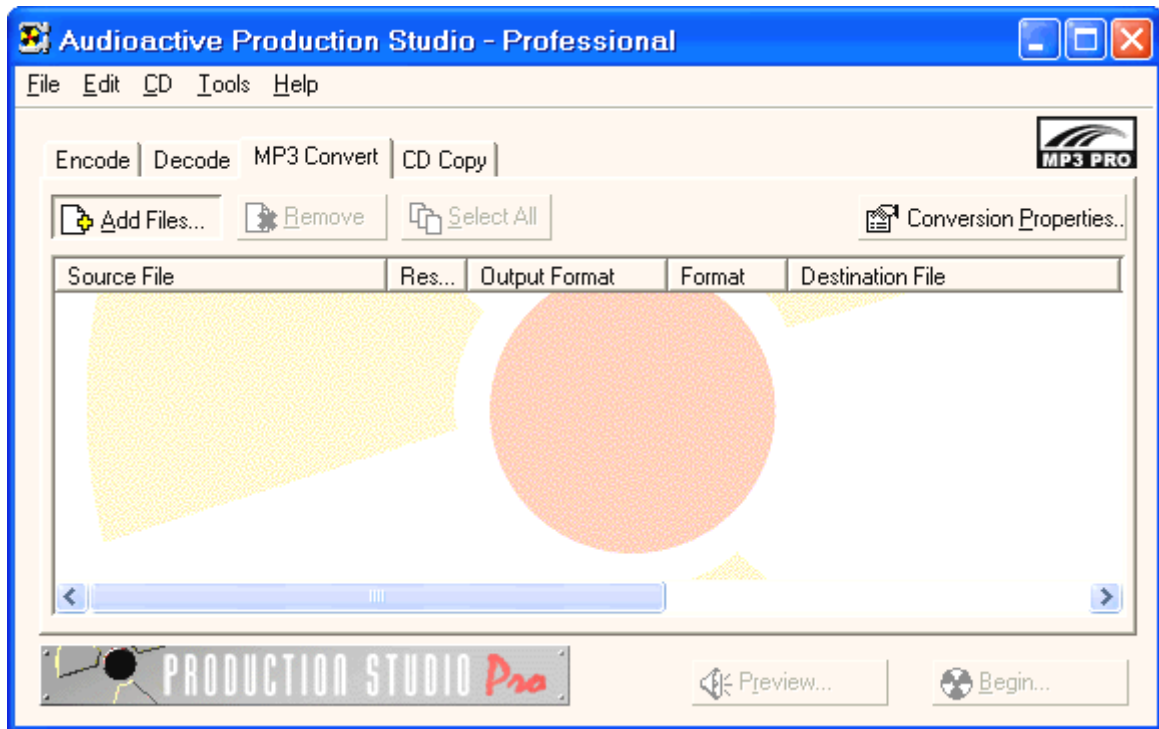 Audioactive Production Studio - Professional
File Edit CD Tools Help
MP3 PRO
Encode Decode MP3 Convert CD Copy
Add Files... Remove Select All Conversion Properties..
Source File Res... Output Format Format Destination File
PRODUCTION STUDIO Pro Preview... Begin...